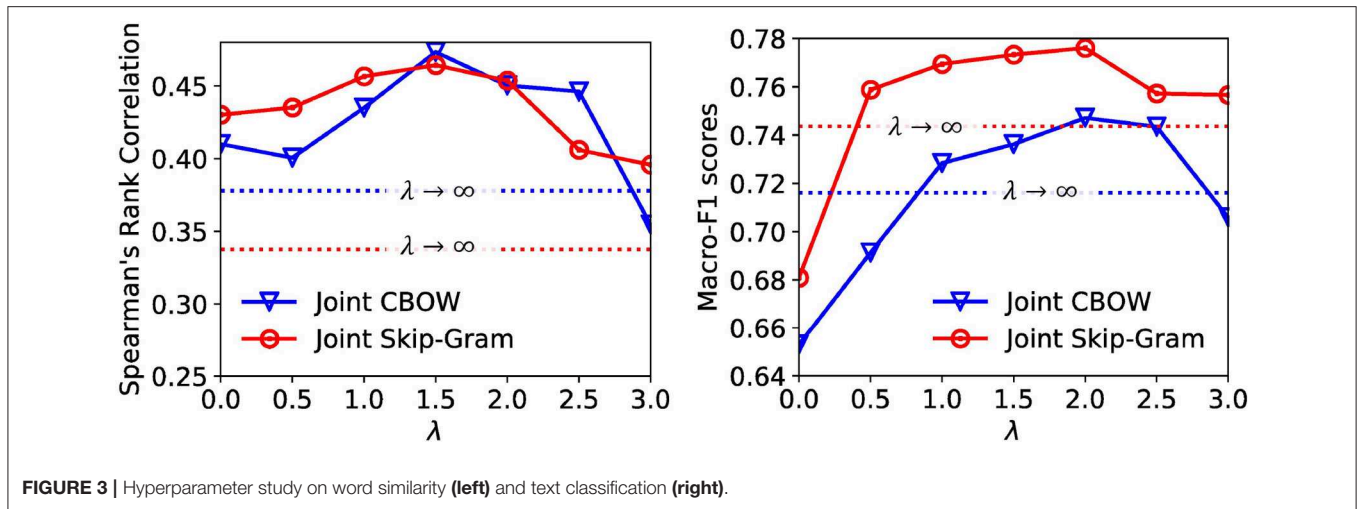 Spearman's Rank Correlation
0.45
0.40
0.35
0.30
0.25
λ → ∞
λ → ∞
Joint CBOW
Joint Skip-Gram
0.0 0.5 1.0 1.5 2.0 2.5 3.0
λ
Macro-F1 scores
0.78
0.76
0.74
0.72
0.70
0.68
0.66
0.64
λ → ∞
λ → ∞
Joint CBOW
Joint Skip-Gram
0.0 0.5 1.0 1.5 2.0 2.5 3.0
λ
FIGURE 3 | Hyperparameter study on word similarity (left) and text classification (right).